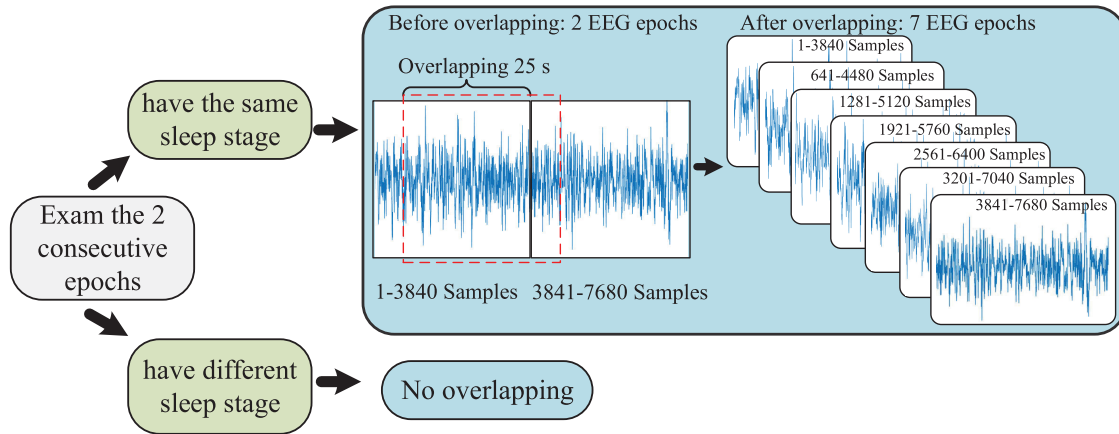 Exam the 2
consecutive
epochs
have the same
sleep stage
Before overlapping: 2 EEG epochs
Overlapping 25 s
1-3840 Samples
3841-7680 Samples
After overlapping: 7 EEG epochs
1-3840 Samples
641-4480 Samples
1281-5120 Samples
1921-5760 Samples
2561-6400 Samples
3201-7040 Samples
3841-7680 Samples
have different
sleep stage
No overlapping